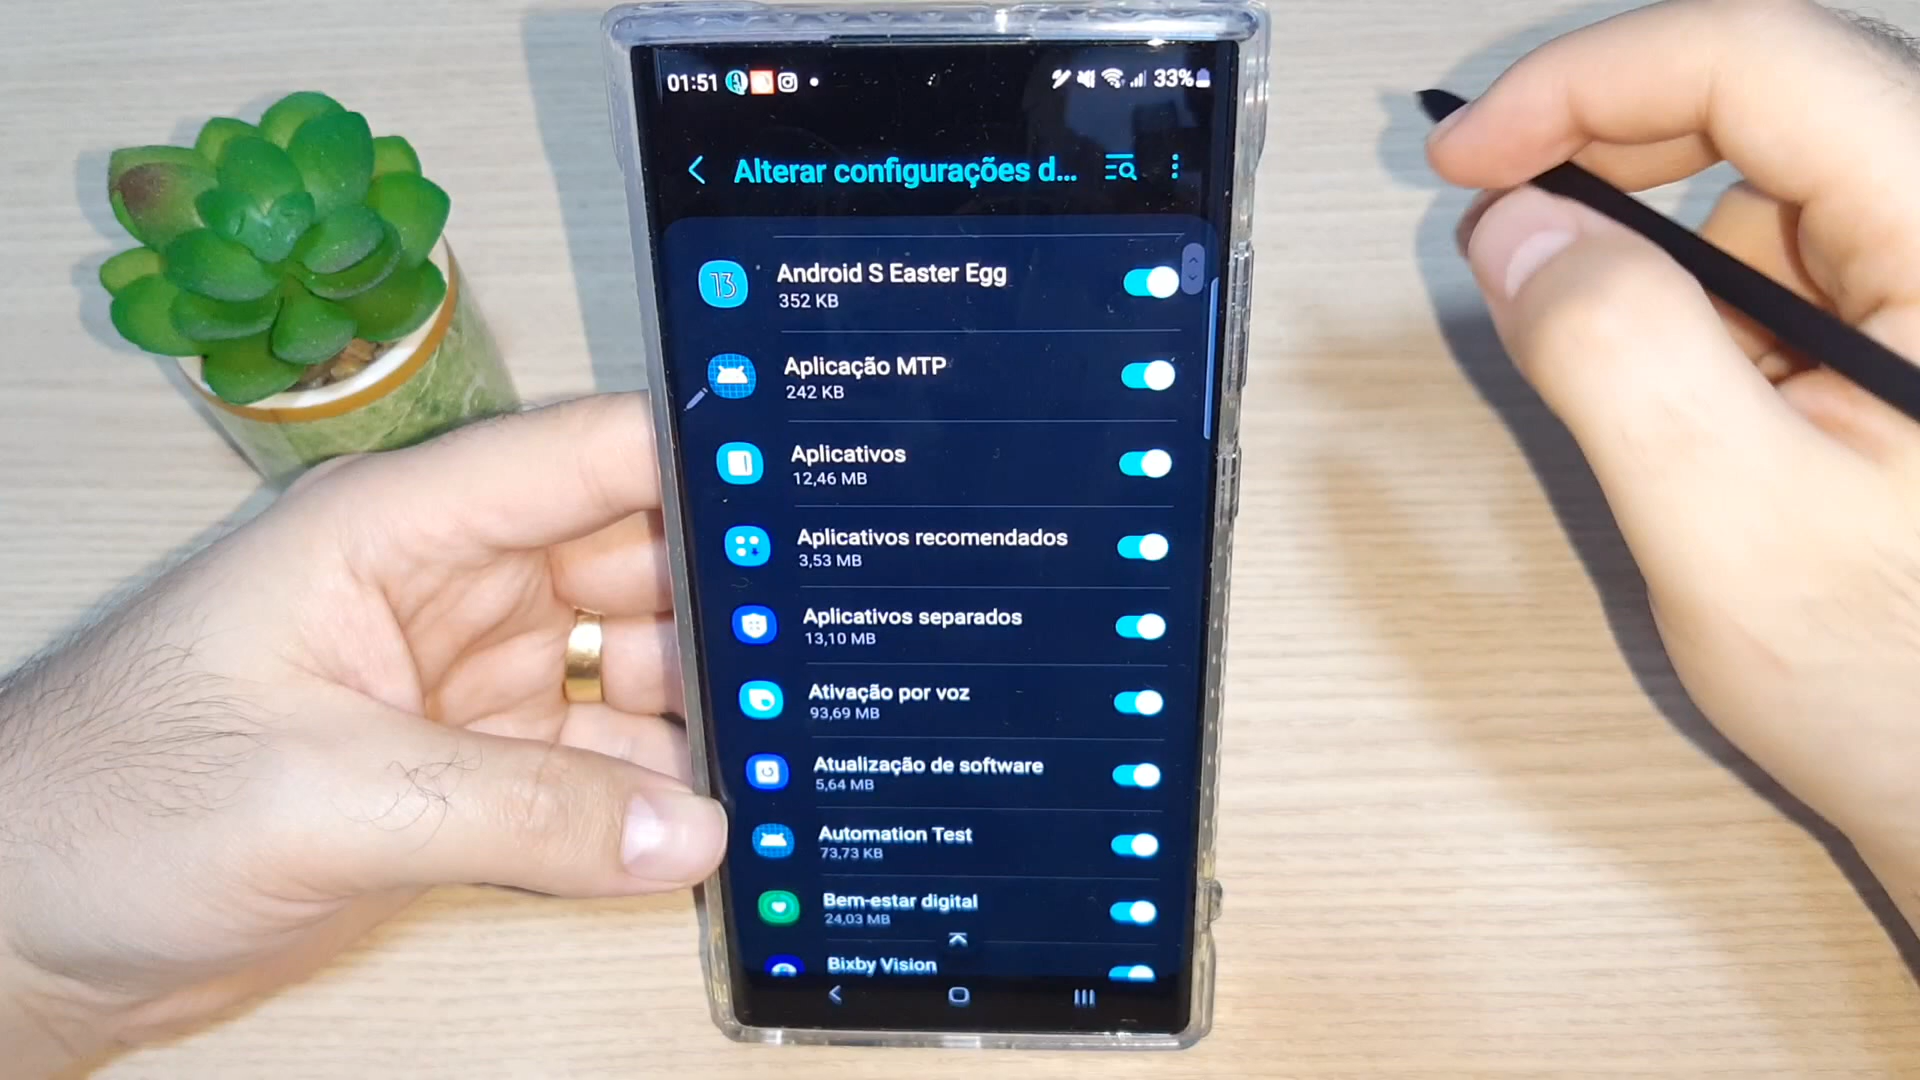 01:51
33%
Alterar configurações d...
13
Android S Easter Egg
352 KB
Aplicação MTP
242 KB
Aplicativos
12,46 MB
Aplicativos recomendados
3,53 MB
Aplicativos separados
13,10 MB
Ativação por voz
93,69 MB
Atualização de software
5,64 MB
Automation Test
73,73 KB
Bem-estar digital
24,03 MB
Bixby Vision